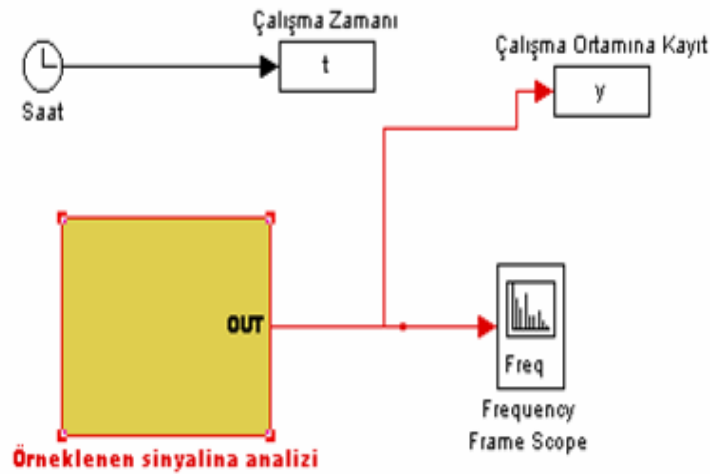 Çalışma Zamanı
t
Saat
Çalışma Ortamına Kayıt
y
OUT
Örneklenen sinyalina analizi
Freq
Frequency
Frame Scope